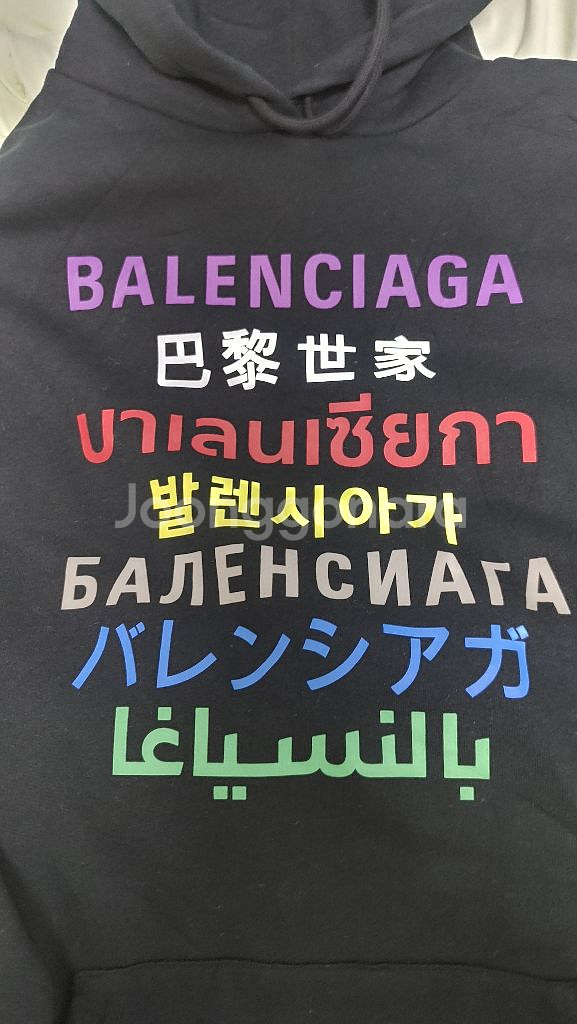 BALENCIAGA
巴黎世家
บาเลนเซียกา
발렌시아가
Joonggonara
БАЛЕНСИАГА
バレンシアガ
بالنسياغا